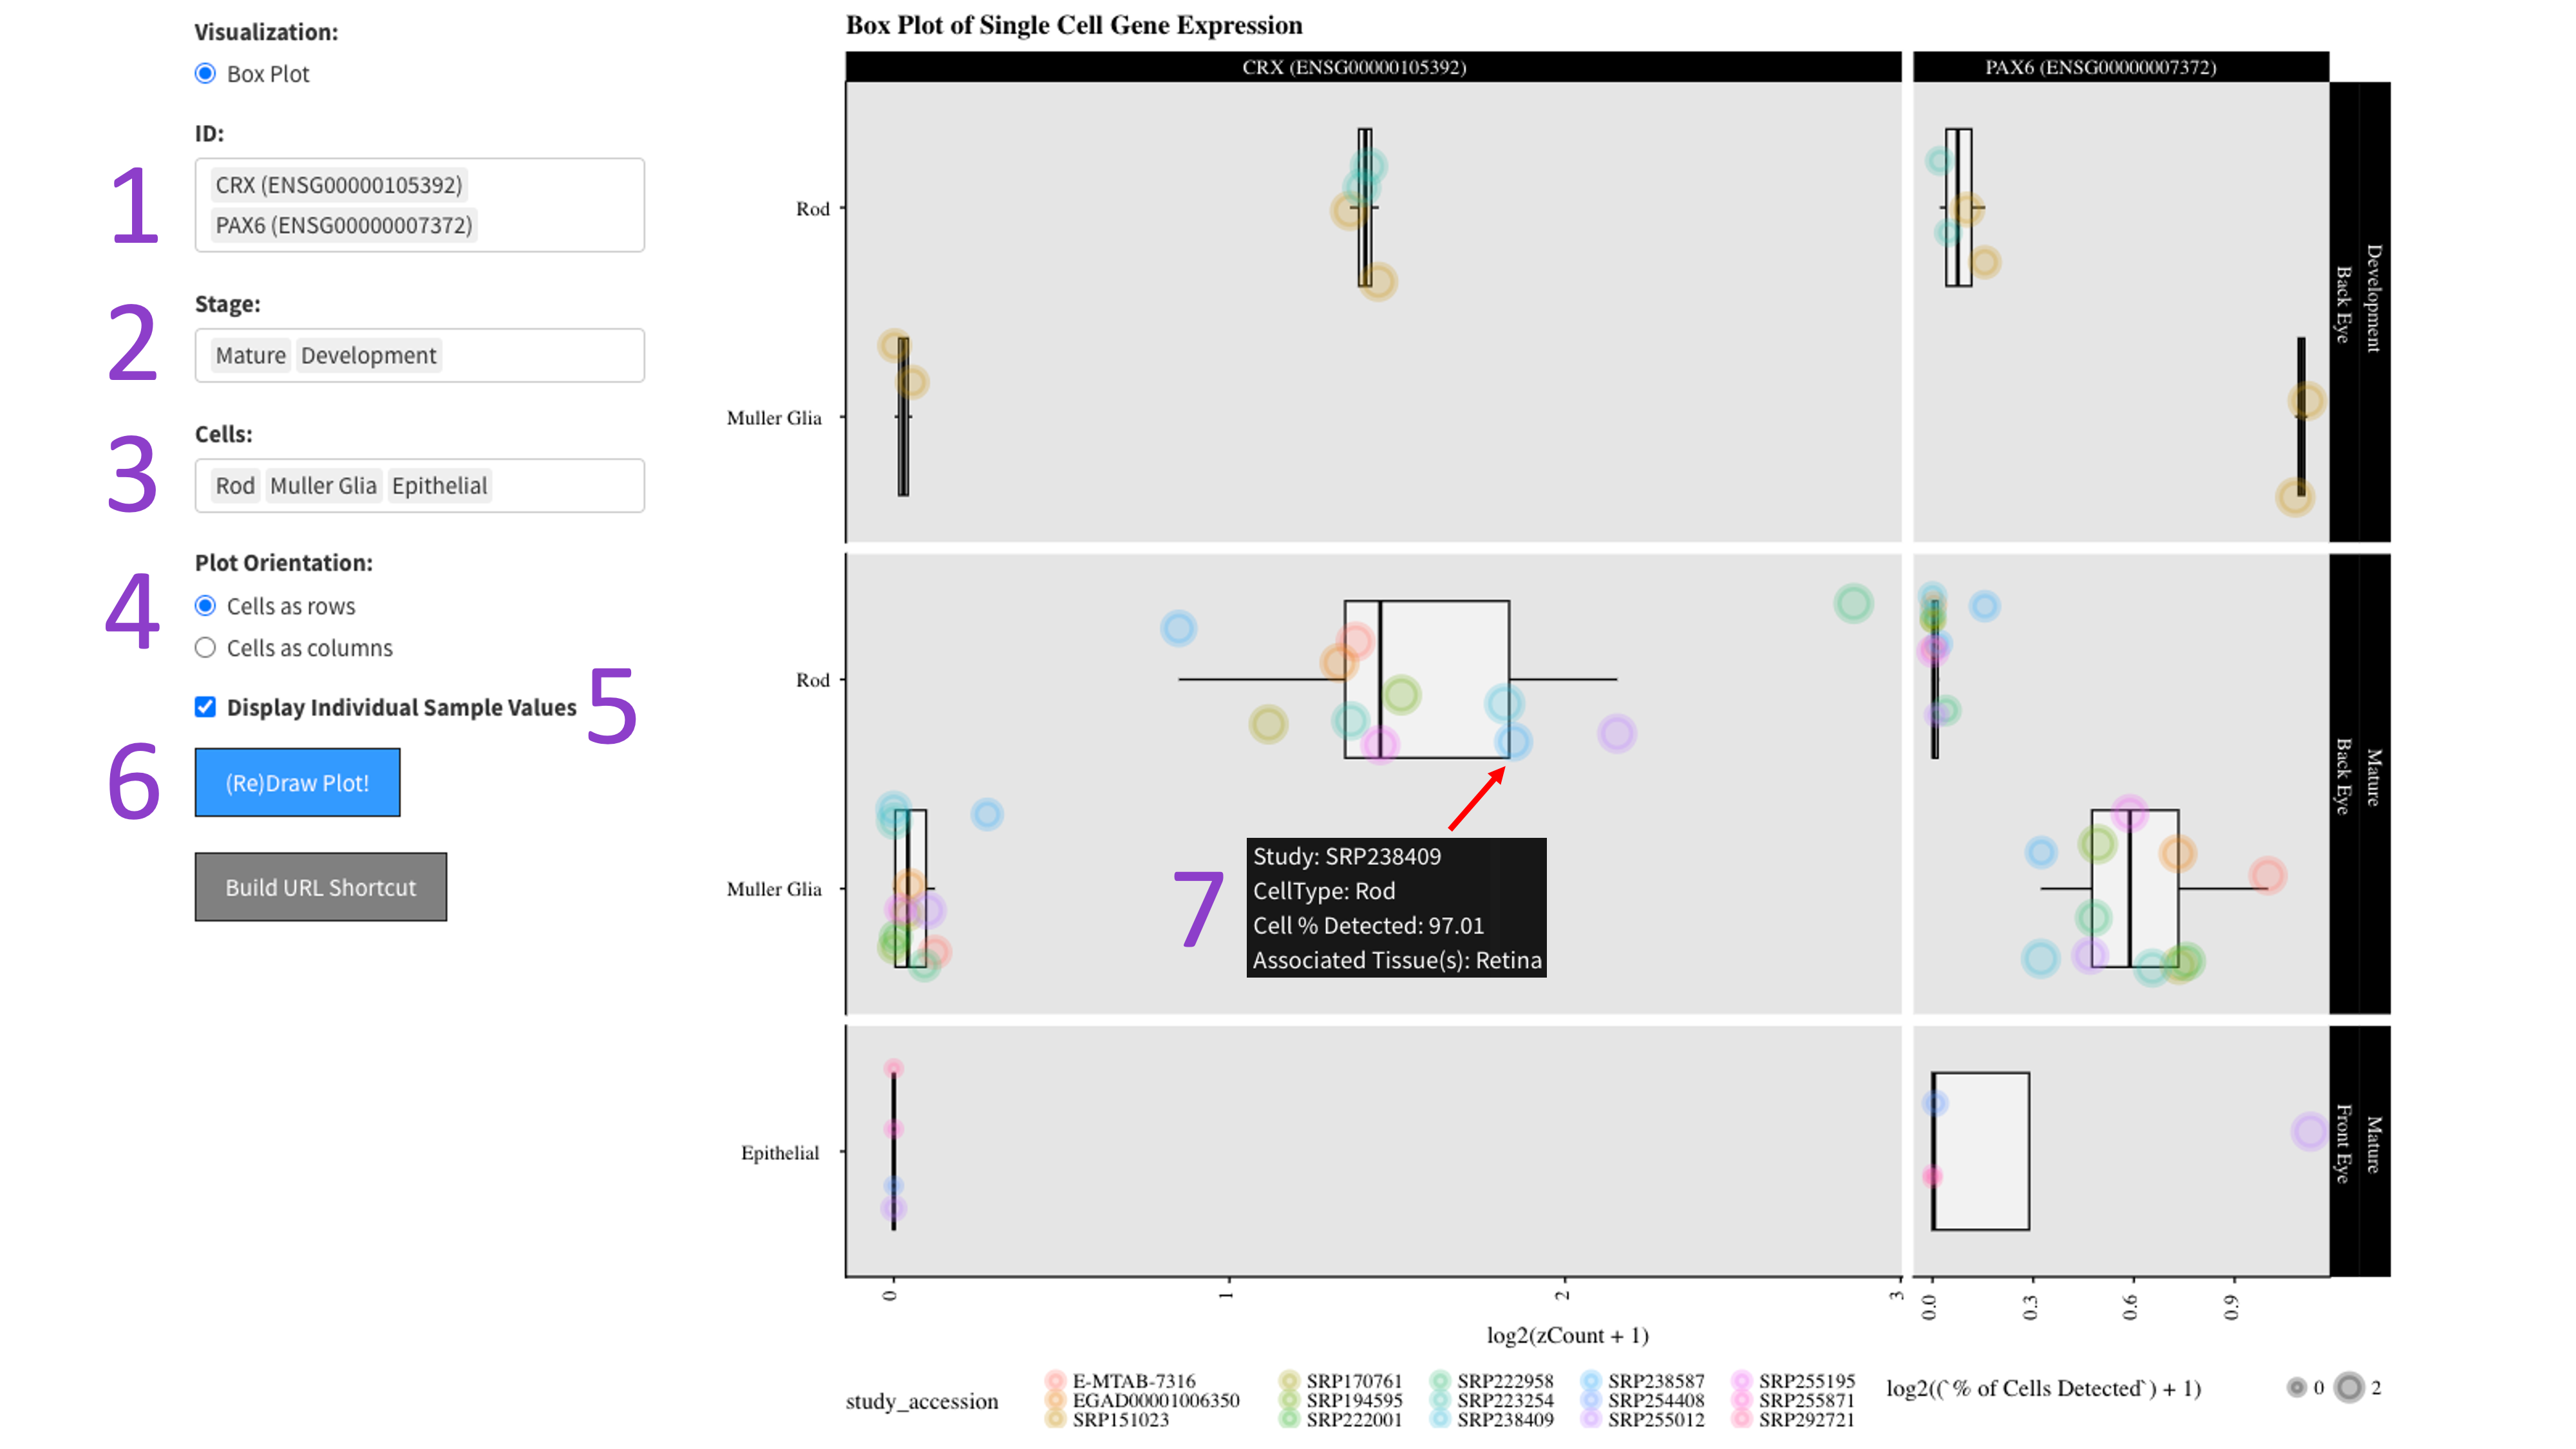 Visualization:
Box Plot
ID:
1
CRX (ENSG00000105392)
PAX6 (ENSG00000007372)
Stage:
2
Mature Development
Cells:
3
Rod Muller Glia Epithelial
Plot Orientation:
4
Cells as rows
Cells as columns
Display Individual Sample Values 5
6
(Re)Draw Plot!
Build URL Shortcut
Box Plot of Single Cell Gene Expression
CRX (ENSG00000105392)
PAX6 (ENSG00000007372)
Rod
Muller Glia
Development
Back Eye
Rod
Muller Glia
Mature
Back Eye
7
Study: SRP238409
CellType: Rod
Cell % Detected: 97.01
Associated Tissue(s): Retina
Epithelial
Mature
Front Eye
0 1 2 3
0.0 0.3 0.6 0.9
log2(zCount + 1)
study_accession
E-MTAB-7316
EGAD00001006350
SRP151023
SRP170761
SRP194595
SRP222001
SRP222958
SRP223254
SRP238409
SRP238587
SRP254408
SRP255012
SRP255195
SRP255871
SRP292721
log2((`% of Cells Detected`) + 1)
0 2